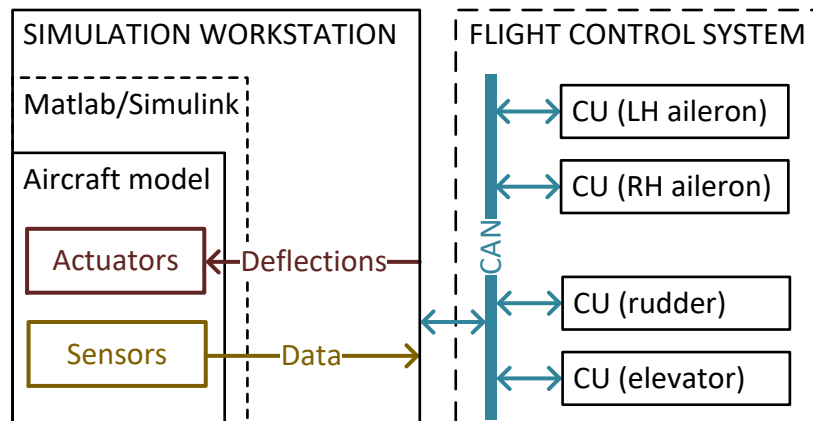 SIMULATION WORKSTATION
Matlab/Simulink
Aircraft model
Actuators
Deflections
Sensors
Data
FLIGHT CONTROL SYSTEM
CAN
CU (LH aileron)
CU (RH aileron)
CU (rudder)
CU (elevator)